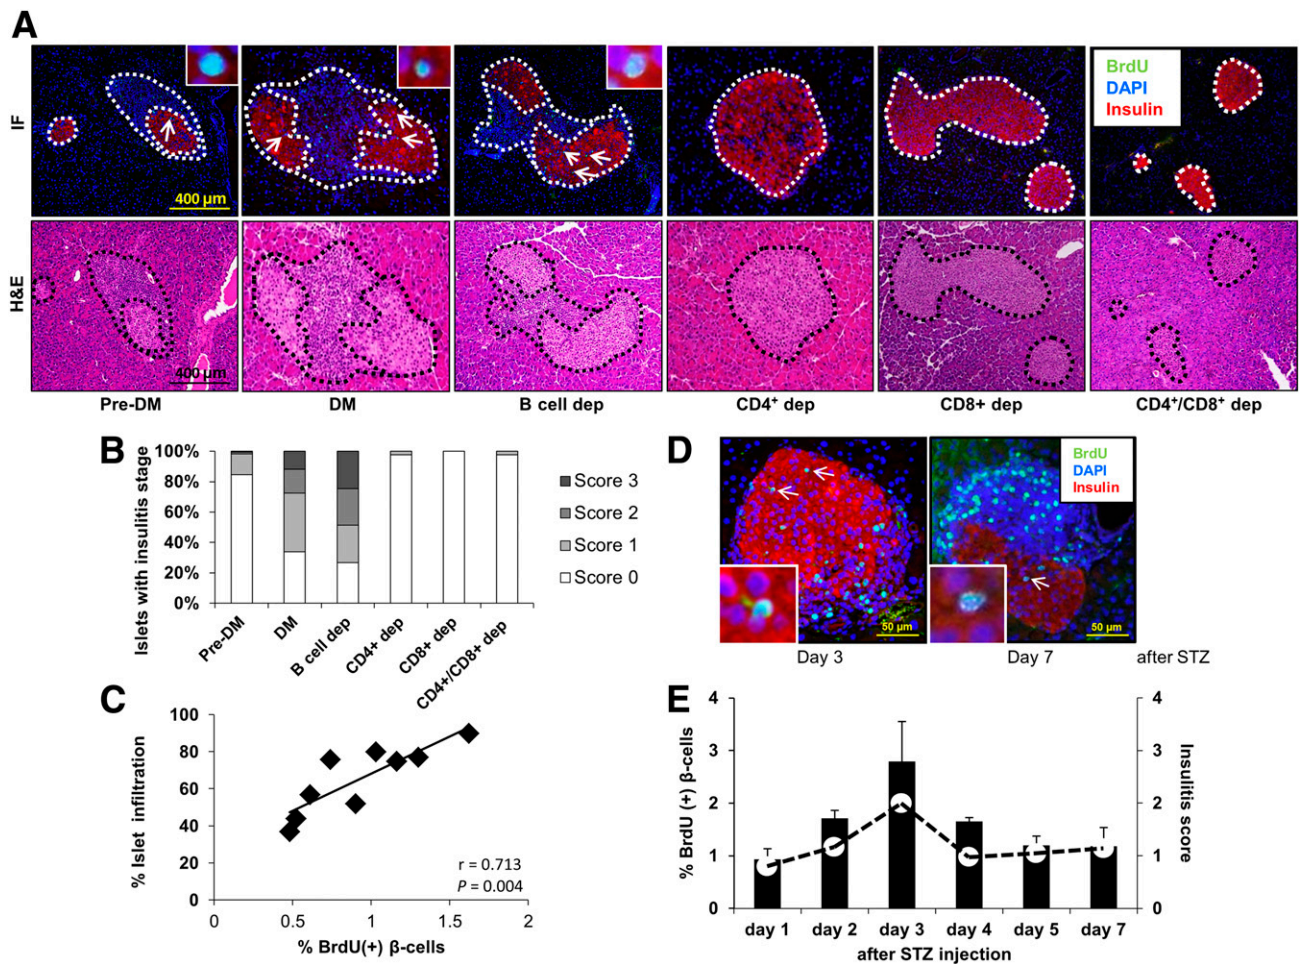 A
IF
BrdU
DAPI
Insulin
400 µm
H&E
400 µm
Pre-DM
DM
B cell dep
CD4⁺ dep
CD8+ dep
CD4⁺/CD8⁺ dep
B
Islets with insulitis stage
100%
80%
60%
40%
20%
0%
Pre-DM
DM
B cell dep
CD4+ dep
CD8+ dep
CD4+/CD8+ dep
Score 3
Score 2
Score 1
Score 0
C
% Islet infiltration
100
80
60
40
20
0
0
0.5
1
1.5
2
r = 0.713
P = 0.004
% BrdU(+) β-cells
D
BrdU
DAPI
Insulin
50 µm
50 µm
Day 3
Day 7
after STZ
E
% BrdU (+) β-cells
4
3
2
1
0
4
3
2
1
0
Insulitis score
day 1
day 2
day 3
day 4
day 5
day 7
after STZ injection